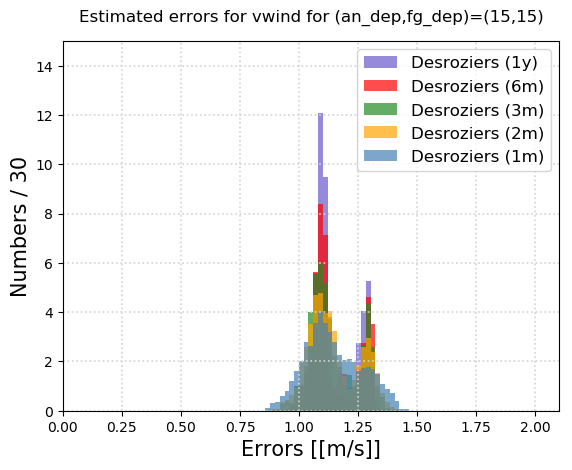 Estimated errors for vwind for (an_dep,fg_dep)=(15,15)
Desroziers (1y)
Desroziers (6m)
Desroziers (3m)
Desroziers (2m)
Desroziers (1m)
Numbers / 30
14
12
10
8
6
4
2
0
0.00 0.25 0.50 0.75 1.00 1.25 1.50 1.75 2.00
Errors [[m/s]]